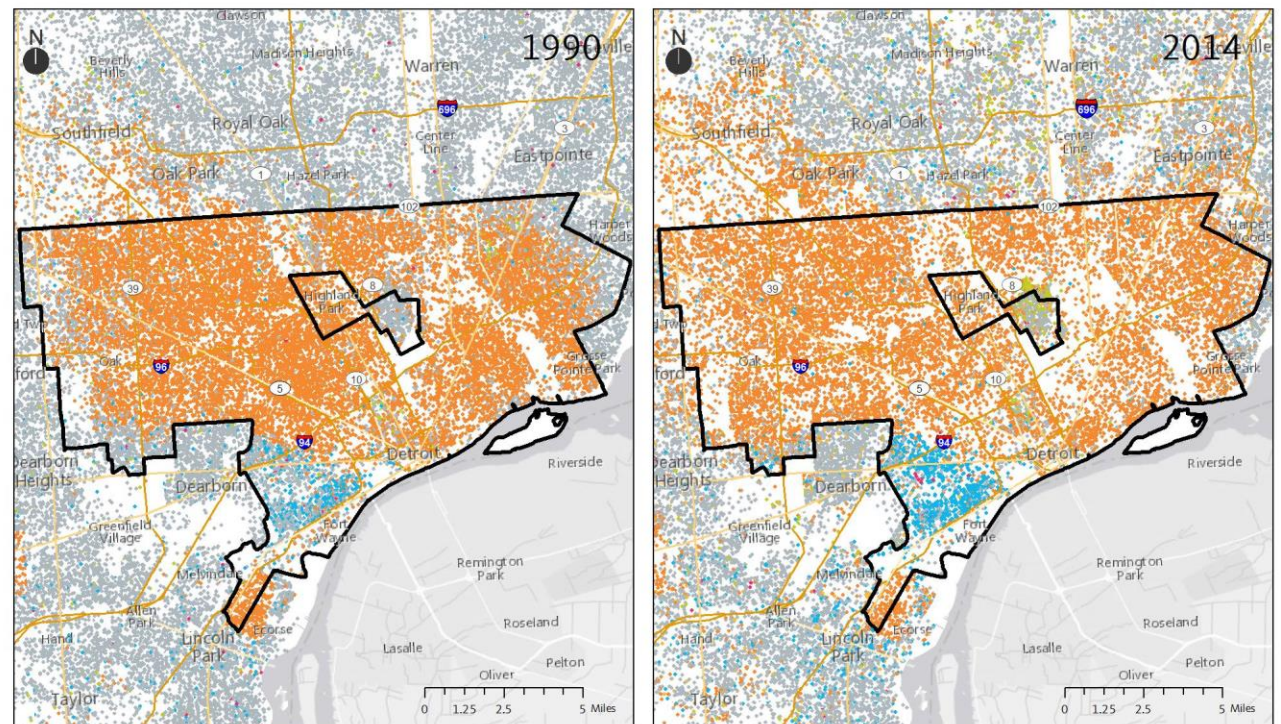 Clawson
N
1990
Madison Heights
Beverly
Hills
Warren
696
Southfield
Royal Oak
Center
Line
3
Eastpointe
Oak Park
1
Hazel Park
102
Harper
Woods
39
8
Highland
Park
Oak
96
Grosse
Pointe Park
5
10
94
Detroit
Dearborn
Heights
Riverside
Dearborn
Greenfield
Village
Fort
Wayne
Remington
Park
Melvindale
Allen
Park
Hand
Lincoln
Park
Ecorse
Roseland
Lasalle
Pelton
Oliver
Taylor
0 1.25 2.5 5 Miles
Clawson
N
2014
Madison Heights
Beverly
Hills
Warren
696
Southfield
Royal Oak
Center
Line
3
Eastpointe
Oak Park
1
Hazel Park
102
Harper
Woods
39
8
Highland
Park
Oak
96
Grosse
Pointe Park
5
10
94
Detroit
Dearborn
Heights
Riverside
Dearborn
Greenfield
Village
Fort
Wayne
Remington
Park
Melvindale
Allen
Park
Hand
Lincoln
Park
Ecorse
Roseland
Lasalle
Pelton
Oliver
Taylor
0 1.25 2.5 5 Miles